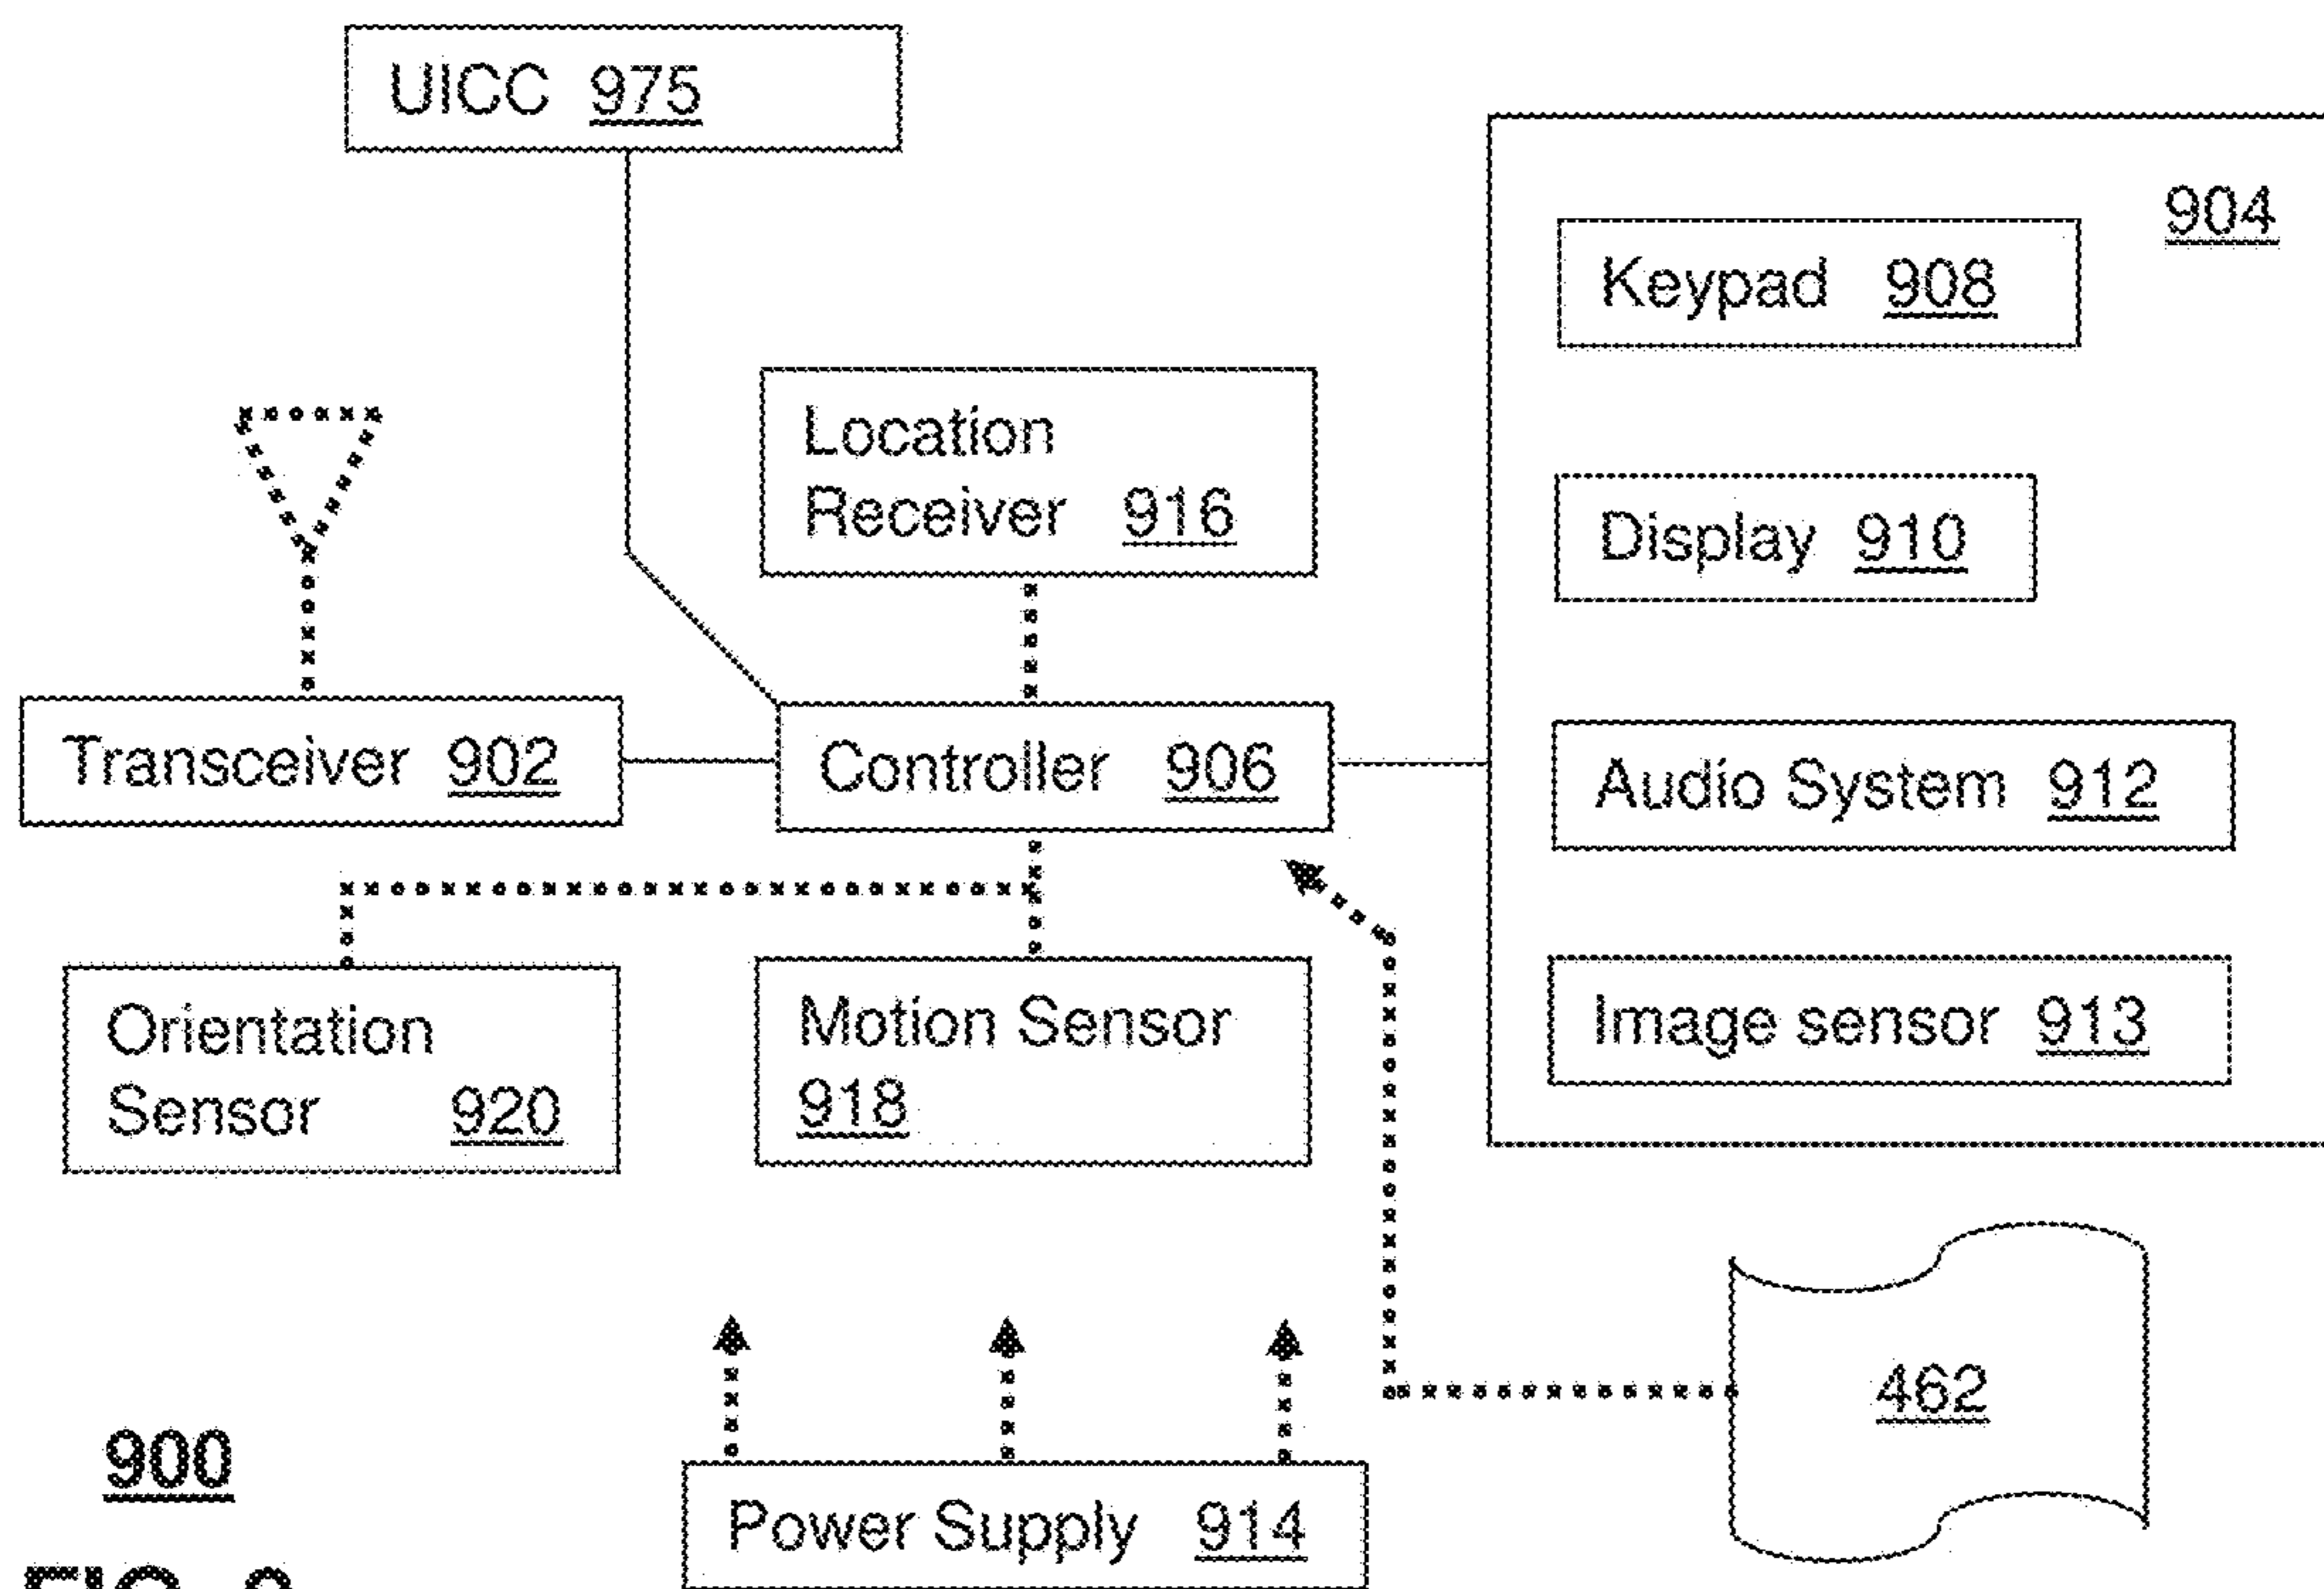 UICC 975
904
Keypad 908
Location
Receiver 916
Display 910
Transceiver 902
Controller 906
Audio System 912
Orientation
Sensor 920
Motion Sensor
918
Image sensor 913
462
900
Power Supply 914